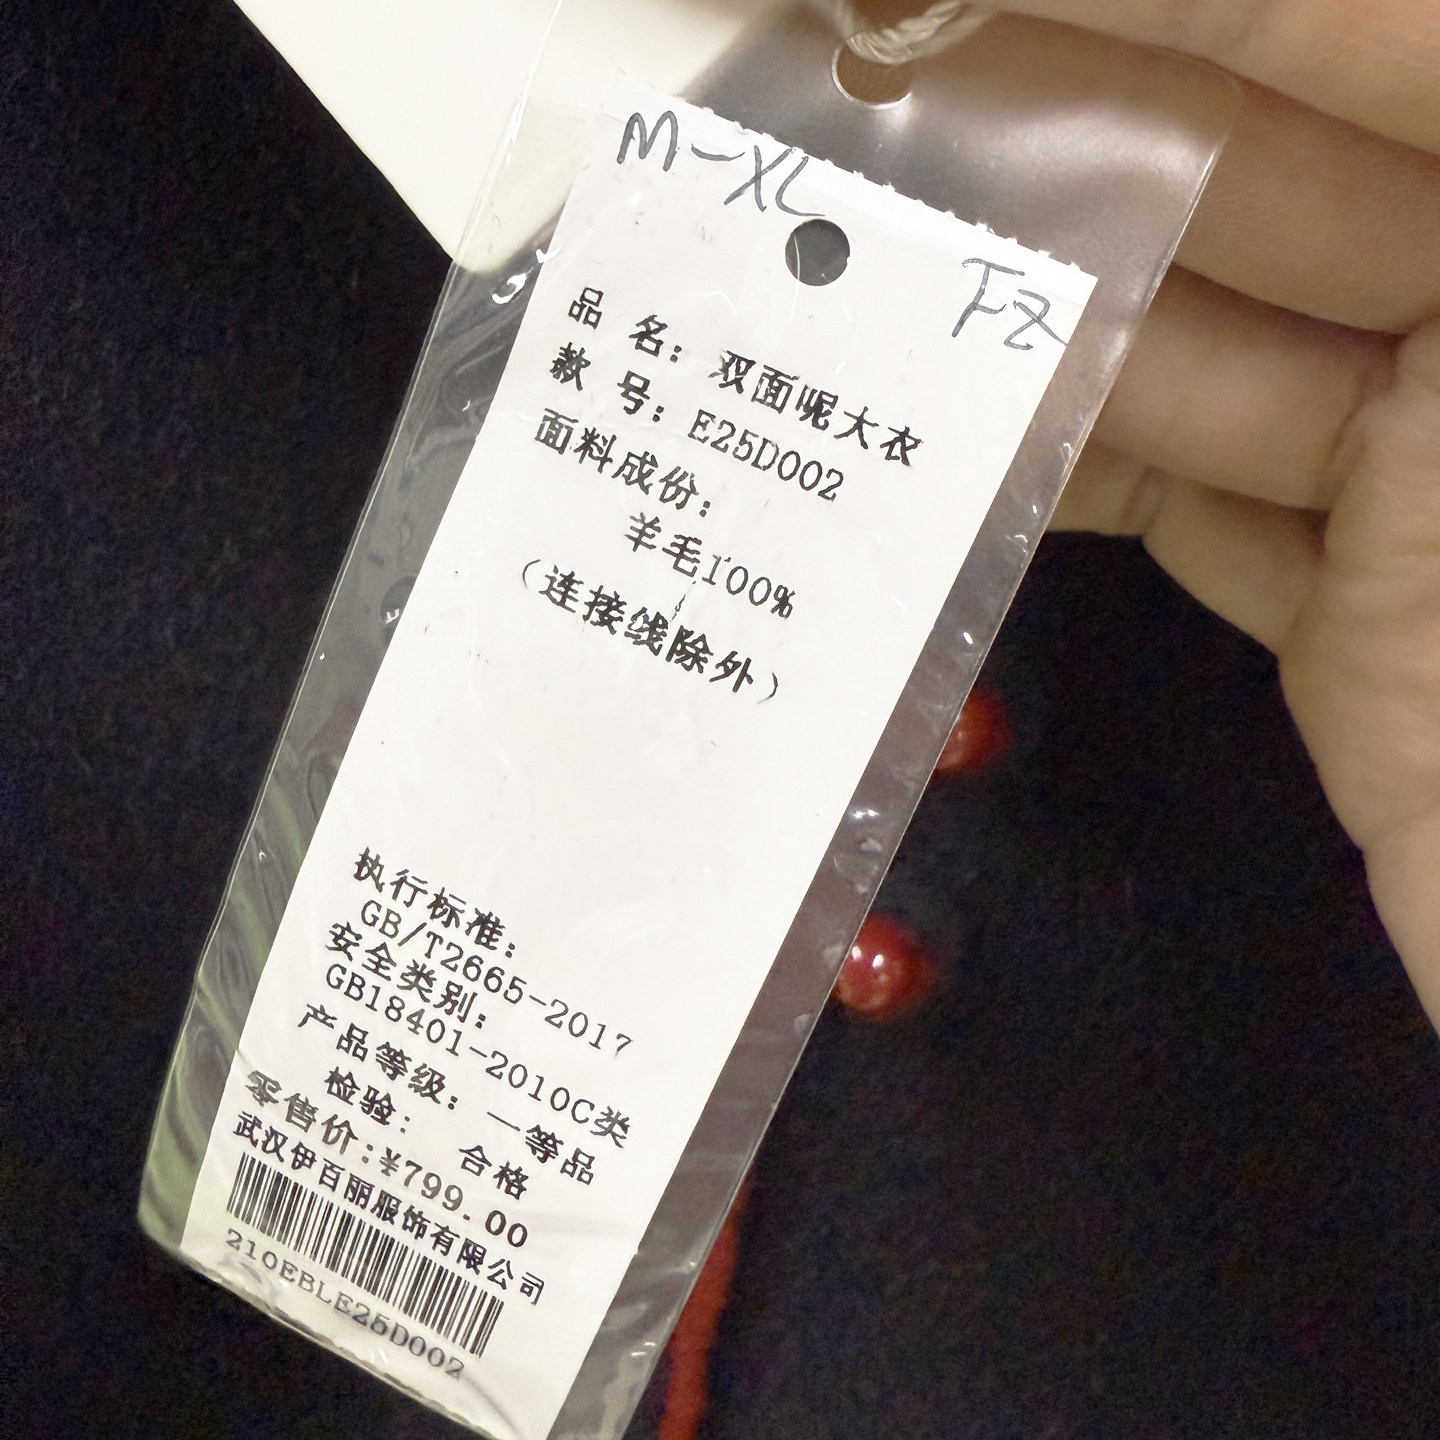 M-XL
FZ
品 名：双面呢大衣
款 号：E25D002
面料成份：
羊毛100%
（连接线除外）
执行标准：
GB/T2665-2017
安全类别：
GB18401-2010C类
产品等级：一等品
检验： 合格
零售价:¥799.00
武汉伊百丽服饰有限公司
210EBLE25D002